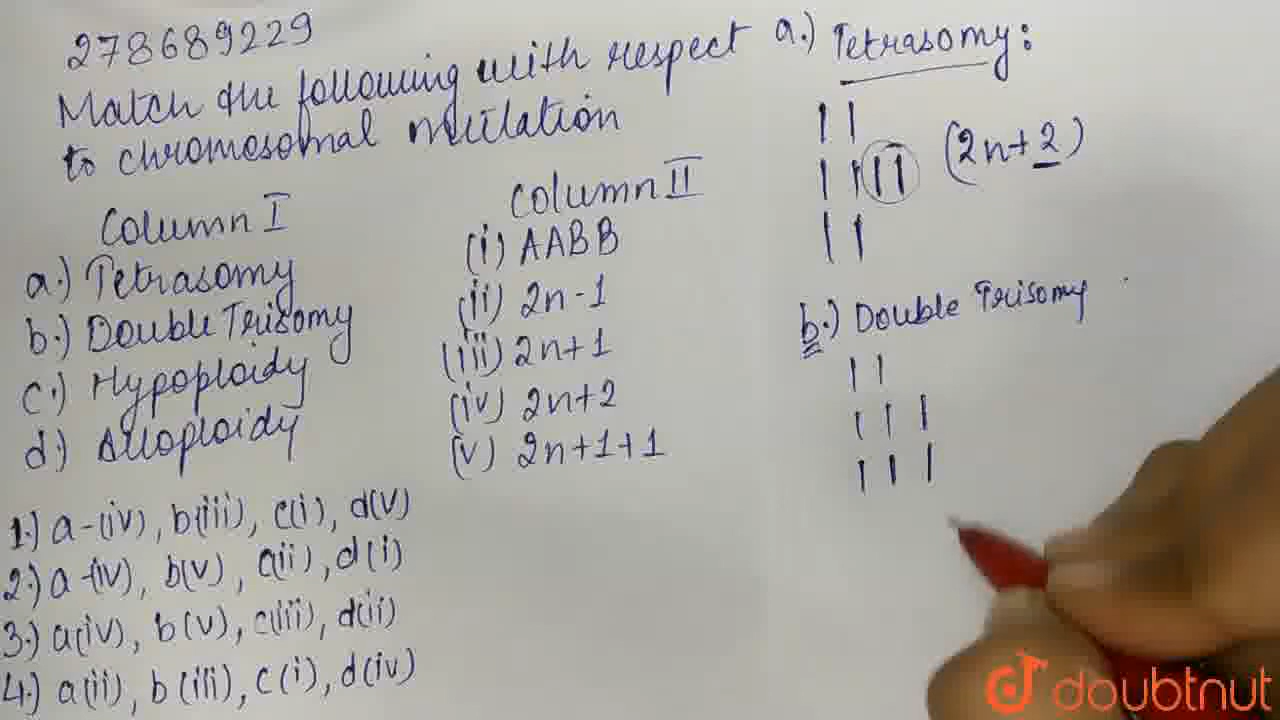 278689229
Match the following with respect
to chromosomal mutation
Column I
Column II
a.) Tetrasomy
(i) AABB
b.) Double Trisomy
(ii) 2n-1
c.) Hypoploidy
(iii) 2n+1
d.) Alloploidy
(iv) 2n+2
(v) 2n+1+1
1.) a-(iv), b(iii), c(i), d(v)
2.) a-(iv), b(v), c(ii), d(i)
3.) a(iv), b(v), c(iii), d(ii)
4.) a(ii), b(iii), c(i), d(iv)
a.) Tetrasomy:
(2n+2)
b.) Double Trisomy
doubtnut